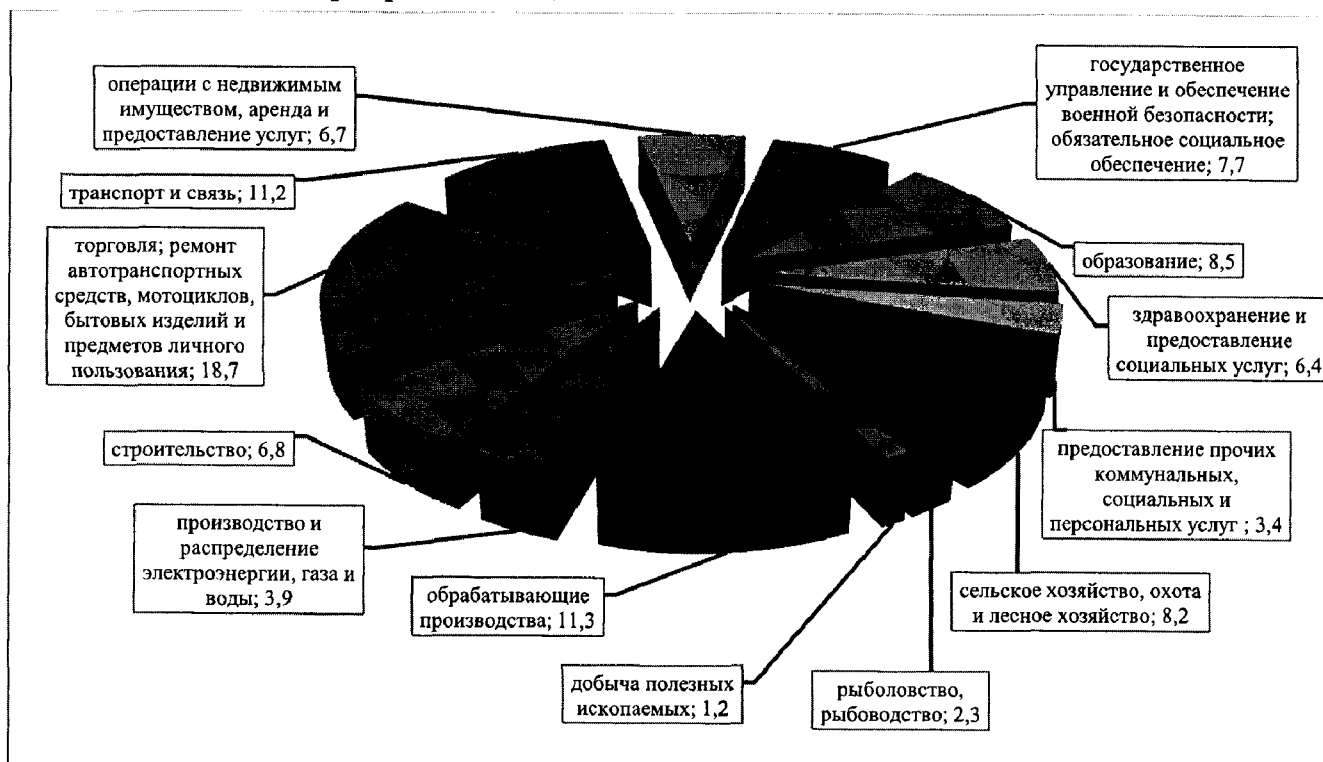 операции с недвижимым
имуществом, аренда и
предоставление услуг; 6,7
государственное
управление и обеспечение
военной безопасности;
обязательное социальное
обеспечение; 7,7
транспорт и связь; 11,2
торговля; ремонт
автотранспортных
средств, мотоциклов,
бытовых изделий и
предметов личного
пользования; 18,7
образование; 8,5
здравоохранение и
предоставление
социальных услуг; 6,4
строительство; 6,8
предоставление прочих
коммунальных,
социальных и
персональных услуг ; 3,4
производство и
распределение
электроэнергии, газа и
воды; 3,9
обрабатывающие
производства; 11,3
сельское хозяйство, охота
и лесное хозяйство; 8,2
добыча полезных
ископаемых; 1,2
рыболовство,
рыбоводство; 2,3